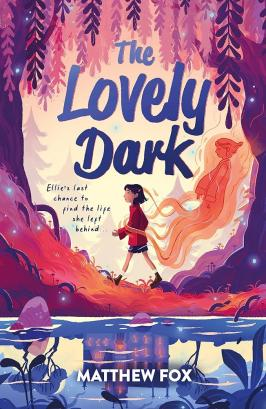 The
Lovely
Dark
Ellie's last
chance to
find the life
she left
behind...
MATTHEW FOX